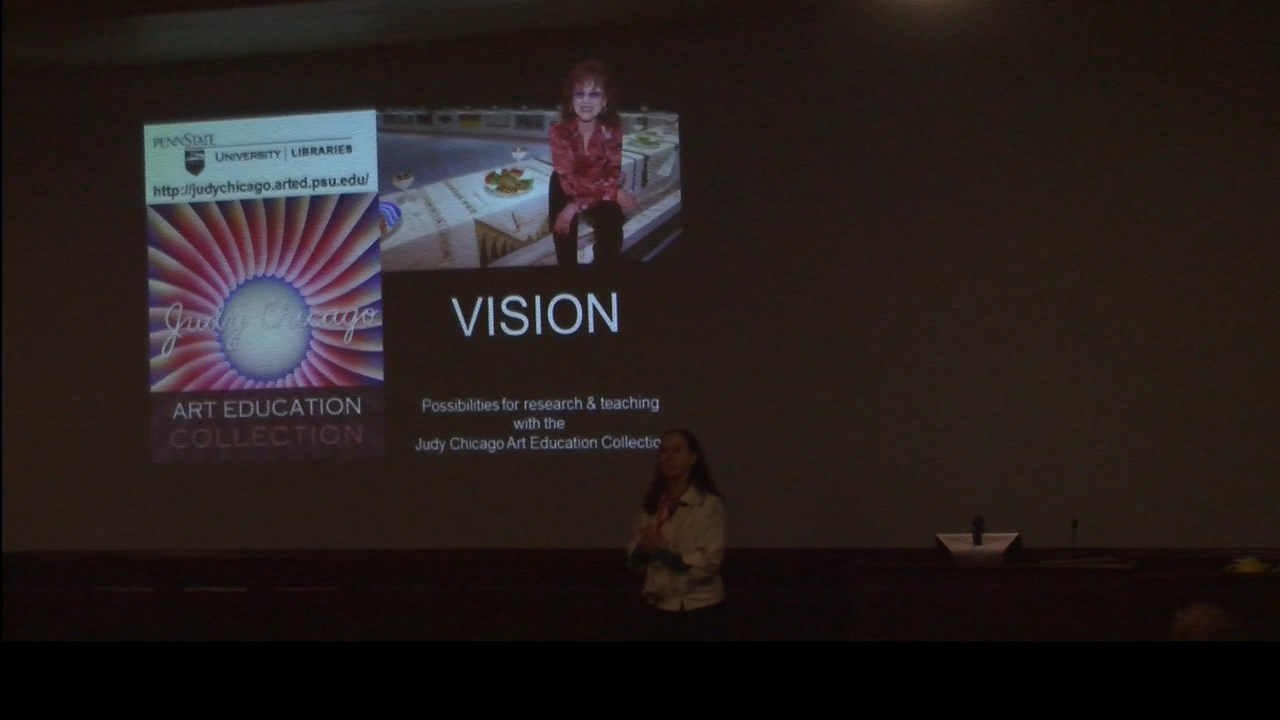 PENNSTATE
UNIVERSITY | LIBRARIES
http://judychicago.arted.psu.edu/
Judy Chicago
ART EDUCATION
COLLECTION
VISION
Possibilities for research & teaching
with the
Judy Chicago Art Education Collectio